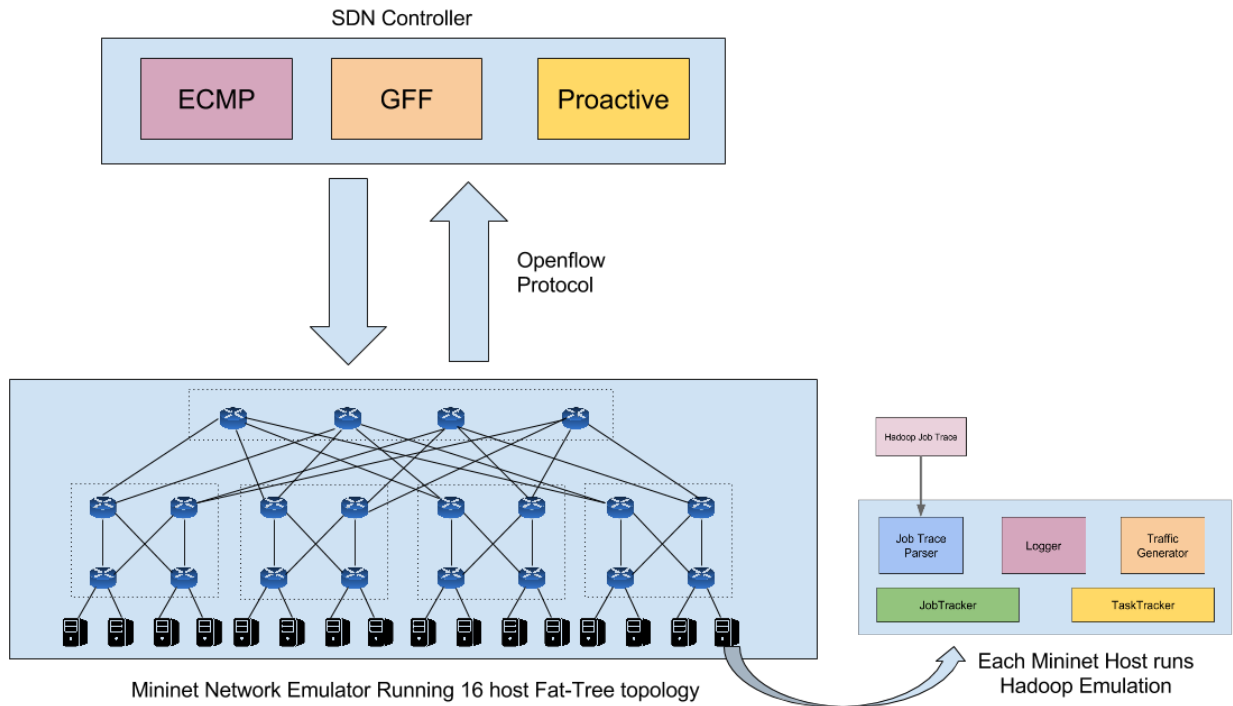 SDN Controller
ECMP
GFF
Proactive
Openflow
Protocol
Hadoop Job Trace
Job Trace
Parser
Logger
Traffic
Generator
JobTracker
TaskTracker
Each Mininet Host runs
Hadoop Emulation
Mininet Network Emulator Running 16 host Fat-Tree topology